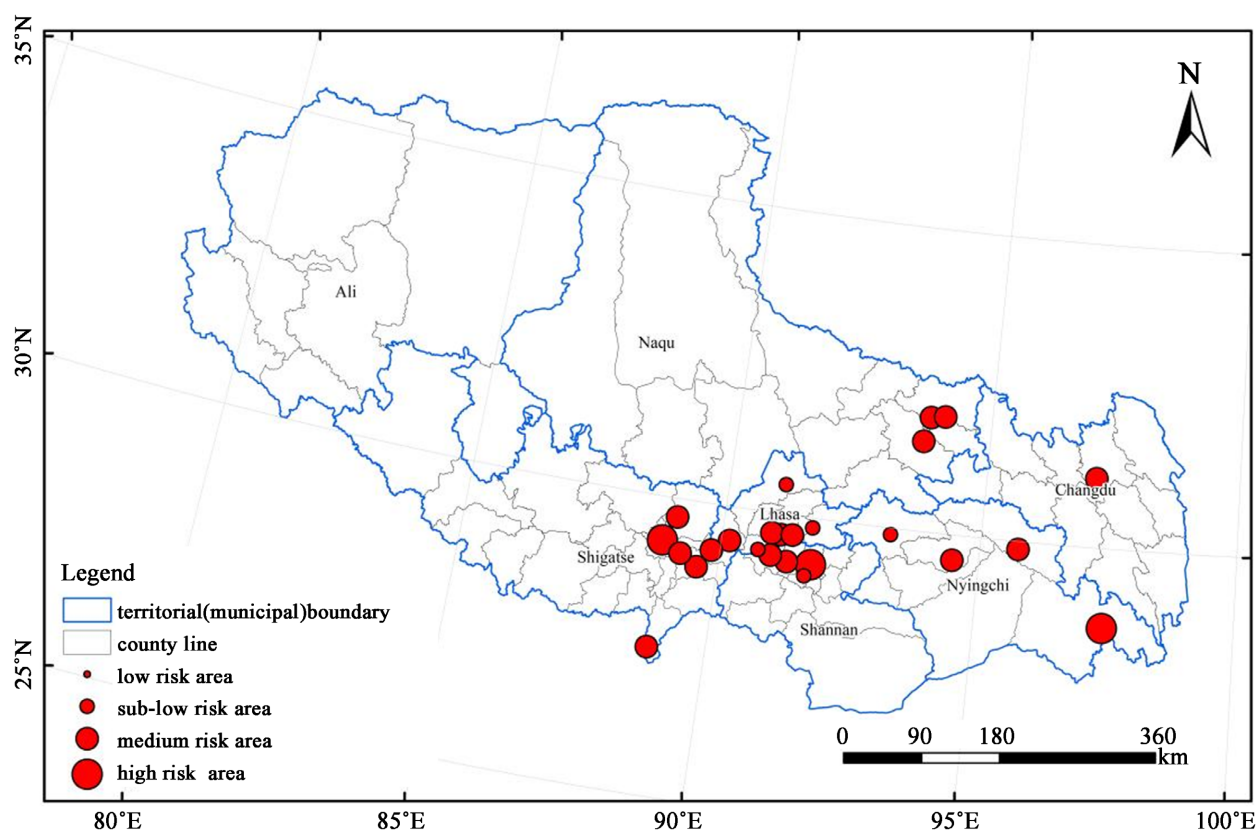 35°N
N
Ali
Naqu
30°N
Changdu
Lhasa
Shigatse
Nyingchi
Legend
territorial(municipal)boundary
Shannan
county line
25°N
low risk area
sub-low risk area
medium risk area
high risk area
0 90 180 360
km
80°E 85°E 90°E 95°E 100°E